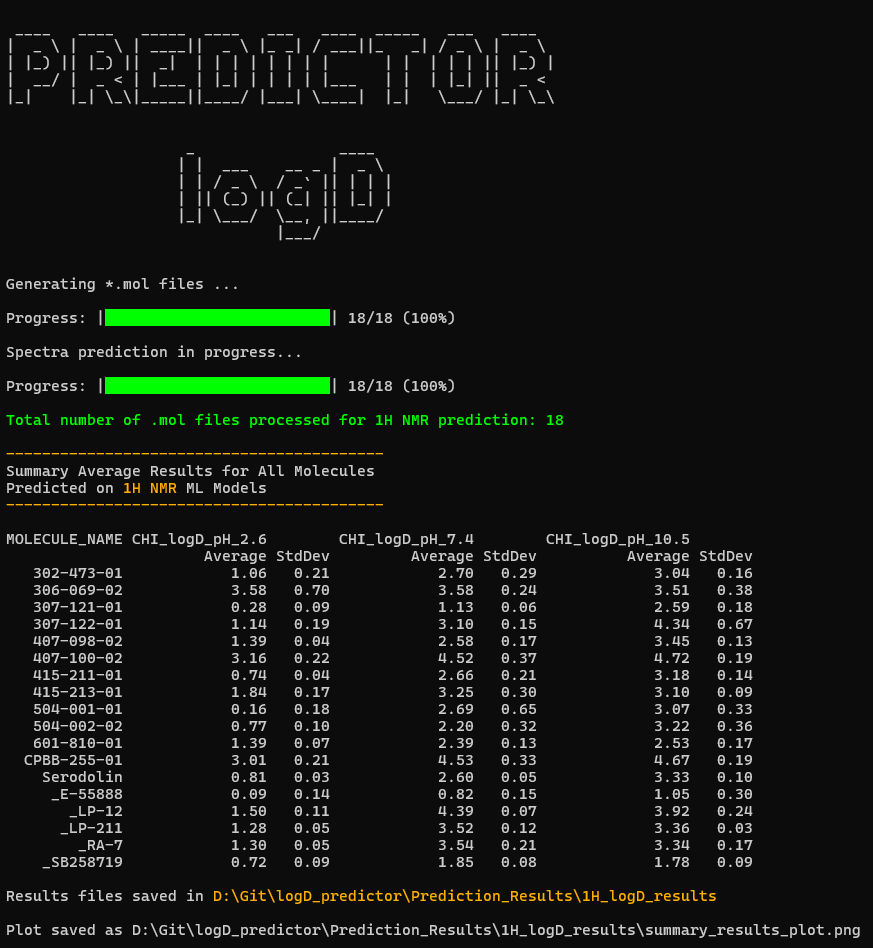 PREDICTOR
logD
Generating *.mol files ...
Progress: | | 18/18 (100%)
Spectra prediction in progress...
Progress: | | 18/18 (100%)
Total number of .mol files processed for 1H NMR prediction: 18
------------------------------------------
Summary Average Results for All Molecules
Predicted on 1H NMR ML Models
------------------------------------------
MOLECULE_NAME CHI_logD_pH_2.6 CHI_logD_pH_7.4 CHI_logD_pH_10.5
Average StdDev Average StdDev Average StdDev
302-473-01 1.06 0.21 2.70 0.29 3.04 0.16
306-069-02 3.58 0.70 3.58 0.24 3.51 0.38
307-121-01 0.28 0.09 1.13 0.06 2.59 0.18
307-122-01 1.14 0.19 3.10 0.15 4.34 0.67
407-098-02 1.39 0.04 2.58 0.17 3.45 0.13
407-100-02 3.16 0.22 4.52 0.37 4.72 0.19
415-211-01 0.74 0.04 2.66 0.21 3.18 0.14
415-213-01 1.84 0.17 3.25 0.30 3.10 0.09
504-001-01 0.16 0.18 2.69 0.65 3.07 0.33
504-002-02 0.77 0.10 2.20 0.32 3.22 0.36
601-810-01 1.39 0.07 2.39 0.13 2.53 0.17
CPBB-255-01 3.01 0.21 4.53 0.33 4.67 0.19
Serodolin 0.81 0.03 2.60 0.05 3.33 0.10
_E-55888 0.09 0.14 0.82 0.15 1.05 0.30
_LP-12 1.50 0.11 4.39 0.07 3.92 0.24
_LP-211 1.28 0.05 3.52 0.12 3.36 0.03
_RA-7 1.30 0.05 3.54 0.21 3.34 0.17
_SB258719 0.72 0.09 1.85 0.08 1.78 0.09
Results files saved in D:\Git\logD_predictor\Prediction_Results\1H_logD_results
Plot saved as D:\Git\logD_predictor\Prediction_Results\1H_logD_results\summary_results_plot.png